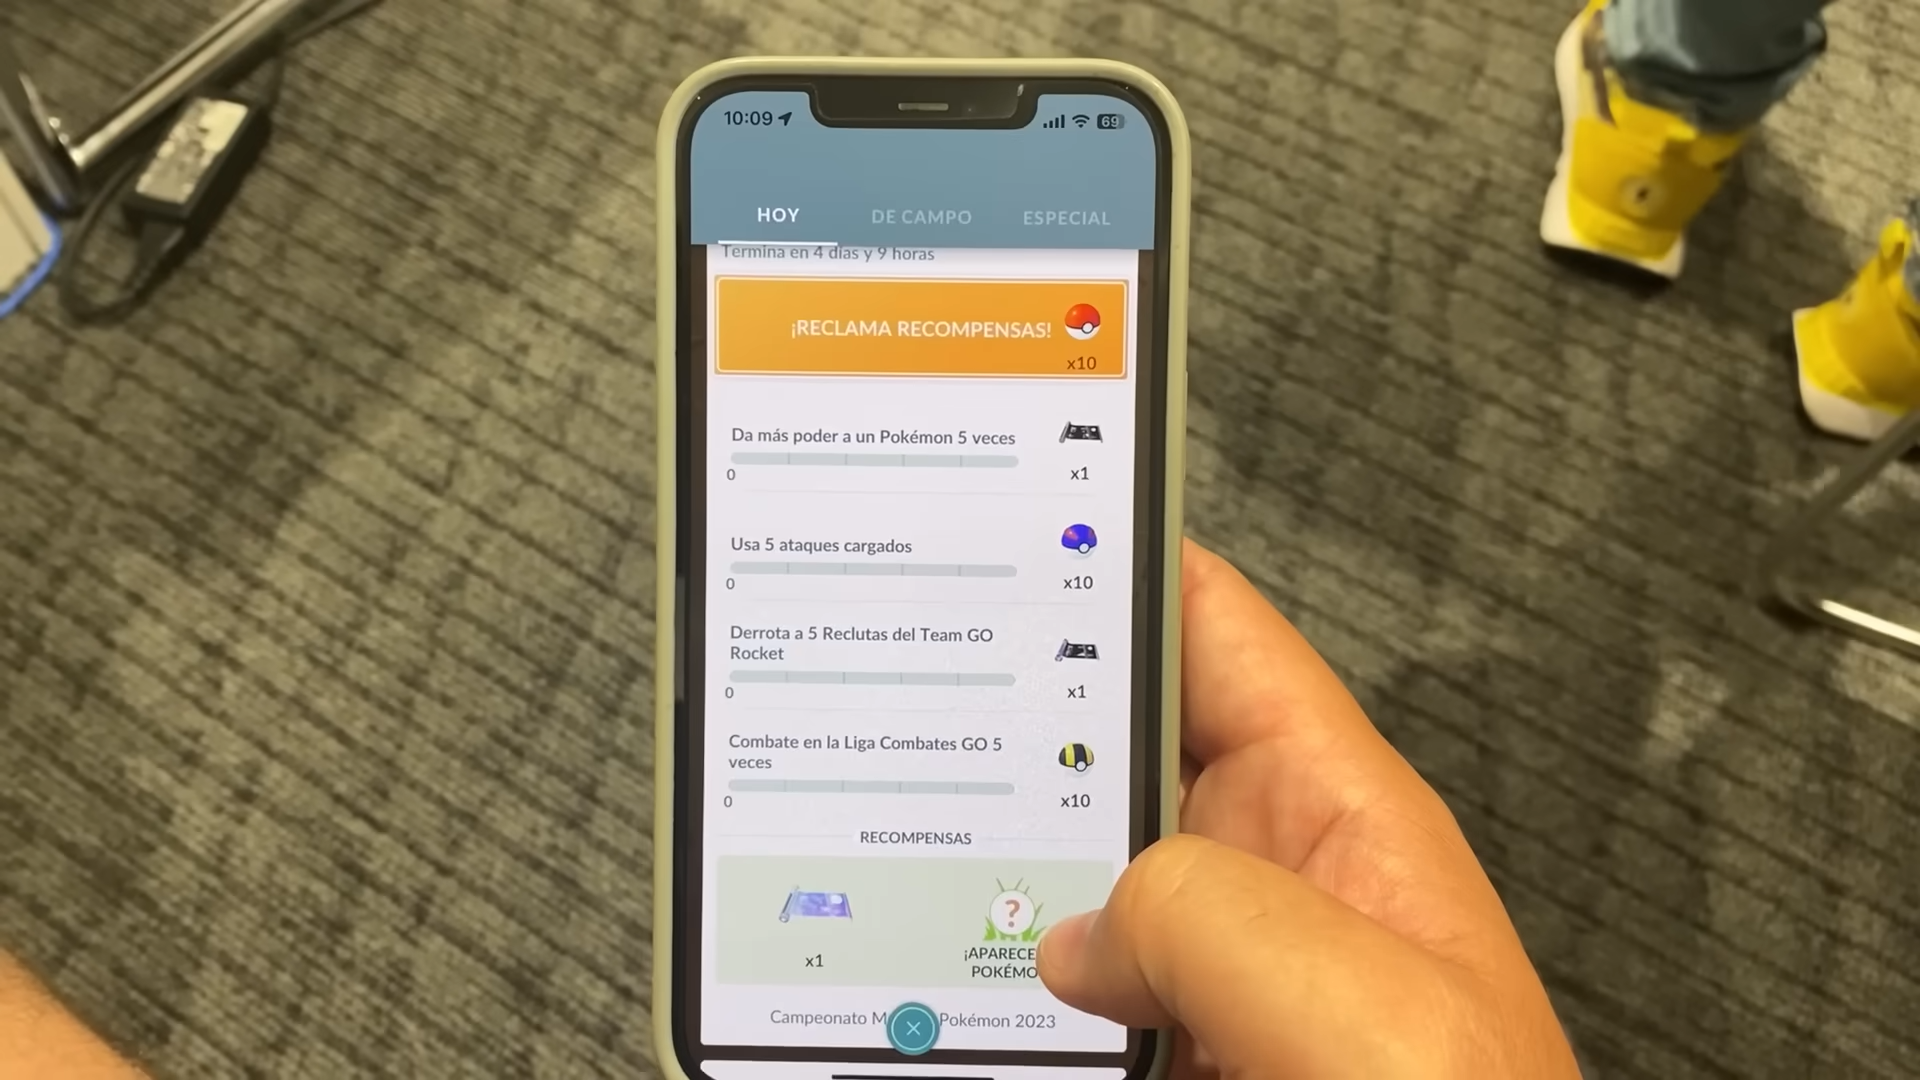 10:09
69
HOY
DE CAMPO
ESPECIAL
Termina en 4 días y 9 horas
¡RECLAMA RECOMPENSAS!
x10
Da más poder a un Pokémon 5 veces
0
x1
Usa 5 ataques cargados
0
x10
Derrota a 5 Reclutas del Team GO
Rocket
0
x1
Combate en la Liga Combates GO 5
veces
0
x10
RECOMPENSAS
?
x1
¡APARECE
POKÉMO
Campeonato M
Pokémon 2023